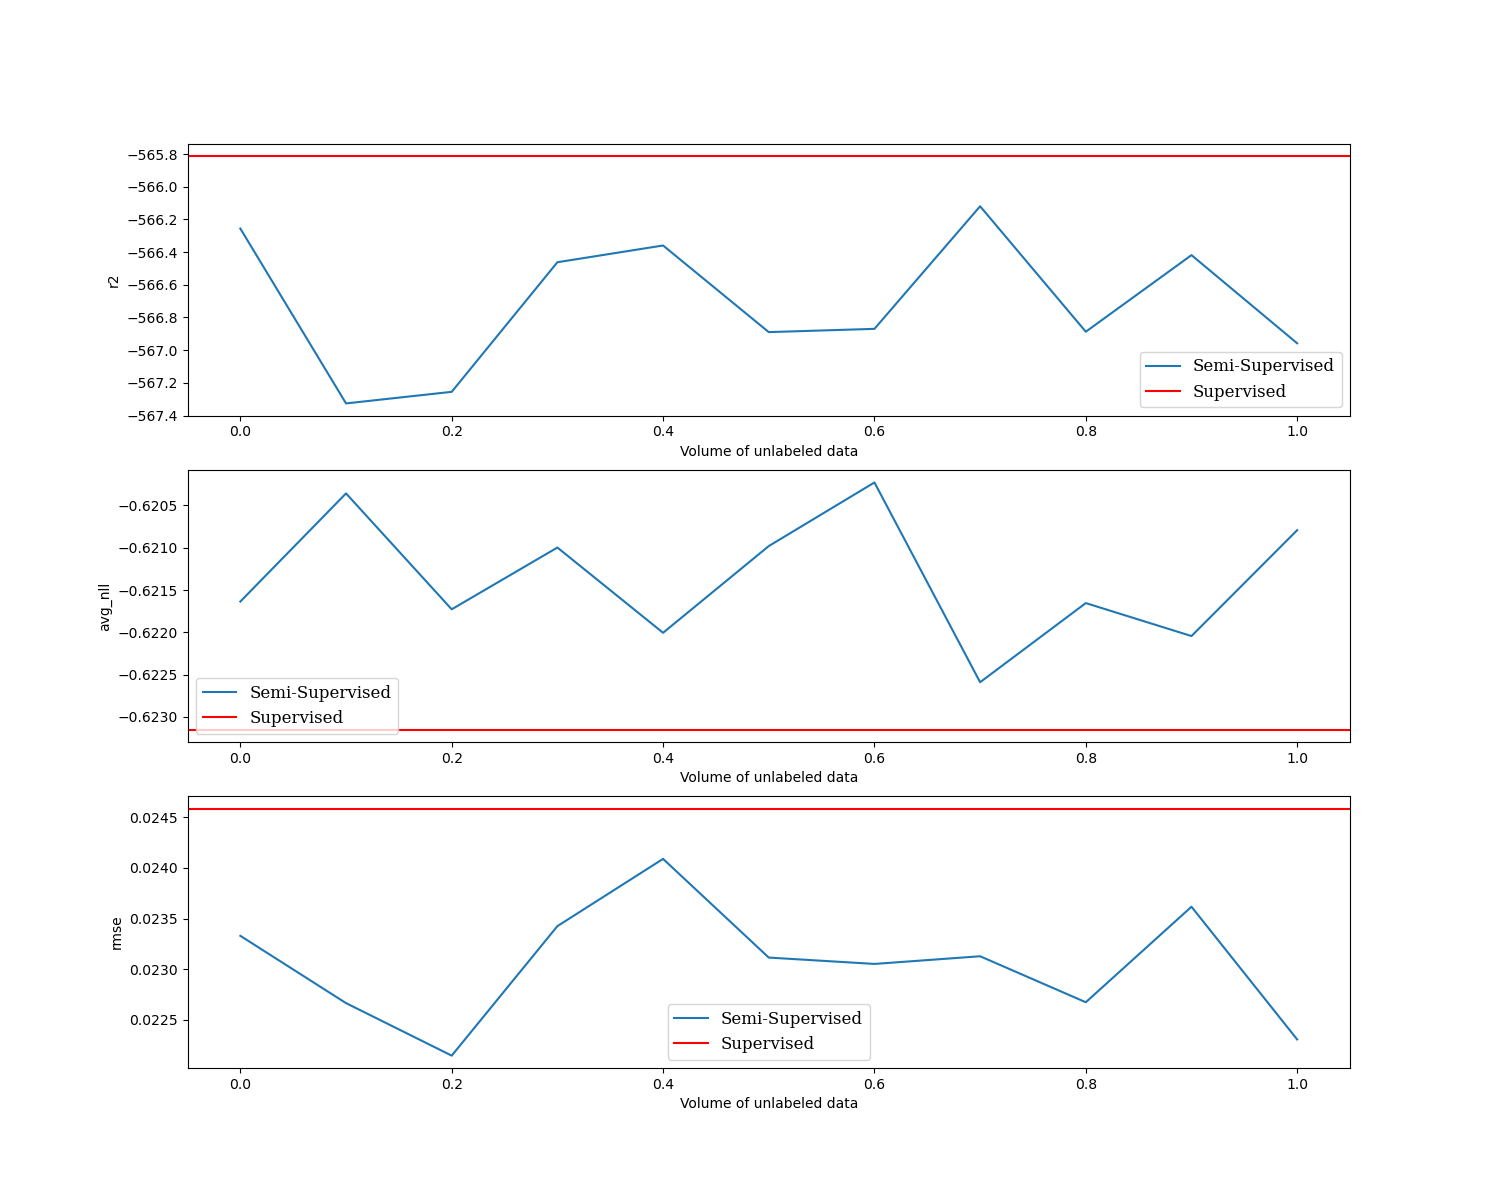 −565.8
−566.0
−566.2
−566.4
−566.6
−566.8
−567.0
−567.2
−567.4
r2
Semi-Supervised
Supervised
0.0 0.2 0.4 0.6 0.8 1.0
Volume of unlabeled data
−0.6205
−0.6210
−0.6215
−0.6220
−0.6225
−0.6230
avg_nll
Semi-Supervised
Supervised
0.0 0.2 0.4 0.6 0.8 1.0
Volume of unlabeled data
0.0245
0.0240
0.0235
0.0230
0.0225
rmse
Semi-Supervised
Supervised
0.0 0.2 0.4 0.6 0.8 1.0
Volume of unlabeled data